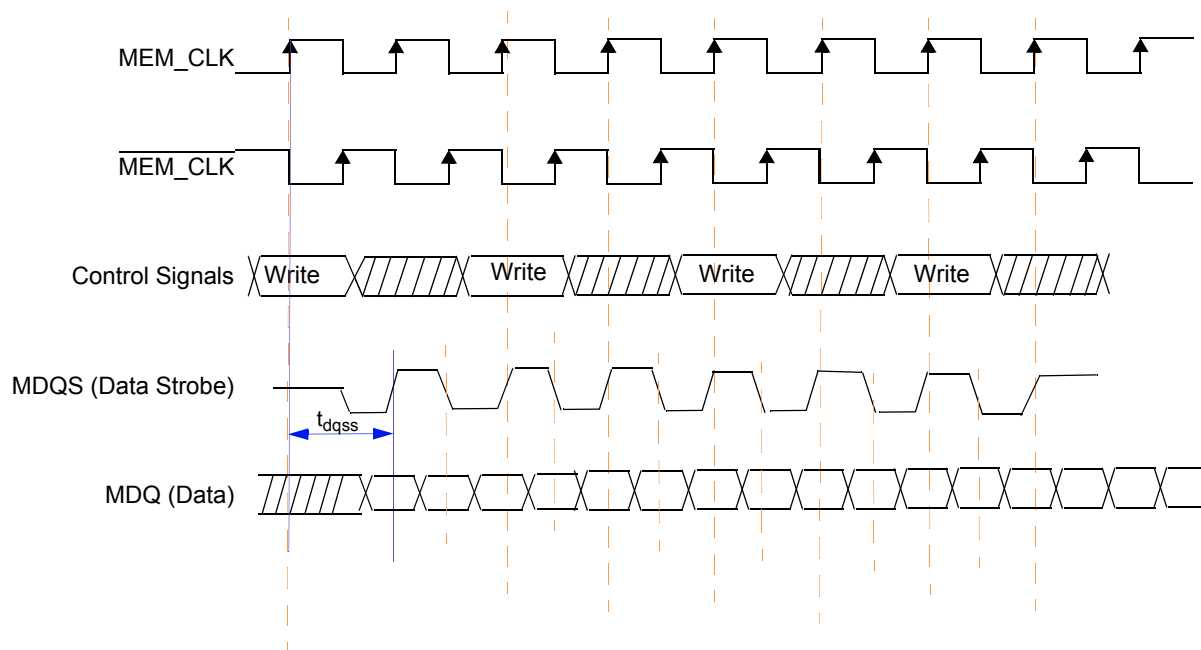 MEM_CLK
MEM_CLK
Control Signals Write Write Write Write
MDQS (Data Strobe)
tdqss
MDQ (Data)